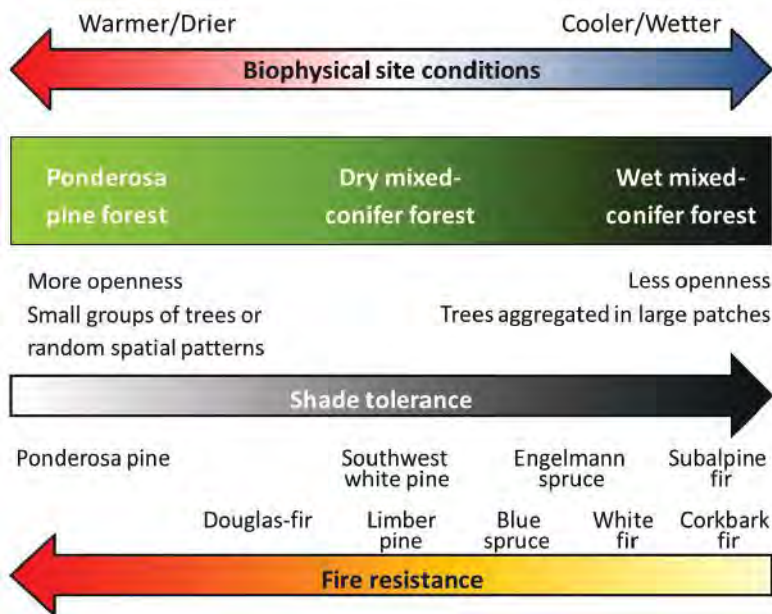 Warmer/Drier Cooler/Wetter
Biophysical site conditions
Ponderosa Dry mixed- Wet mixed-
pine forest conifer forest conifer forest
More openness Less openness
Small groups of trees or Trees aggregated in large patches
random spatial patterns
Shade tolerance
Ponderosa pine Southwest Engelmann Subalpine
white pine spruce fir
Douglas-fir Limber Blue White Corkbark
pine spruce fir fir
Fire resistance